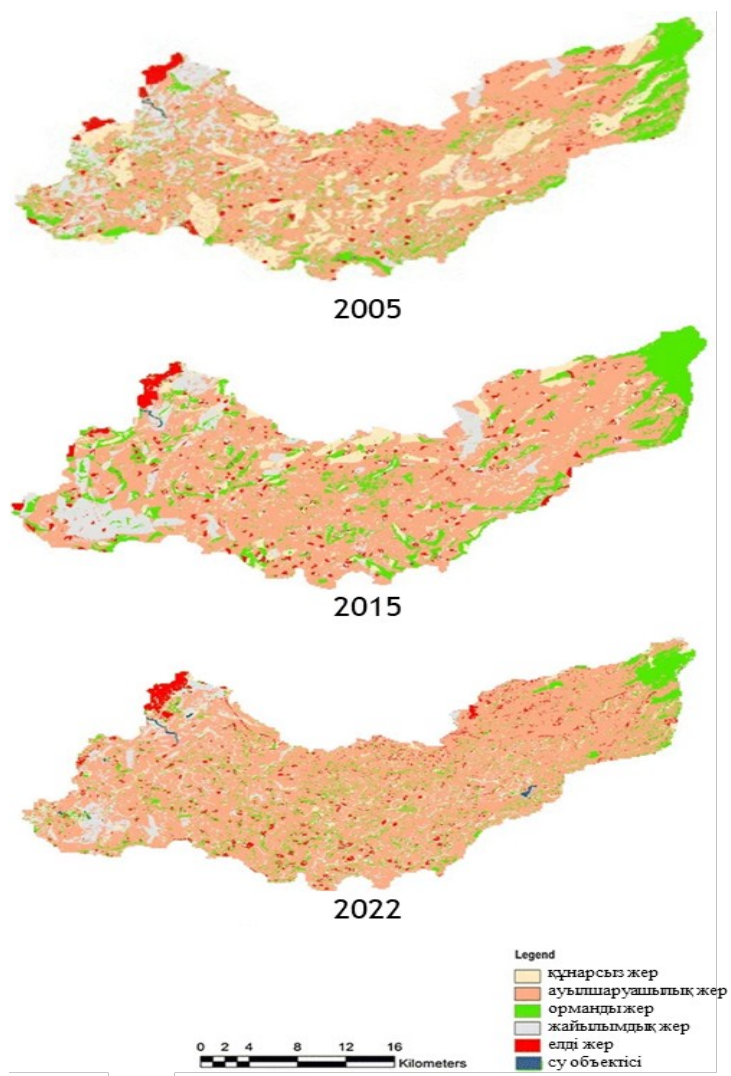 2005
2015
2022
Legend
құнарсыз жер
ауылшаруашылық жер
орманды жер
жайылымдық жер
елді жер
су объектісі
0 2 4 8 12 16
Kilometers